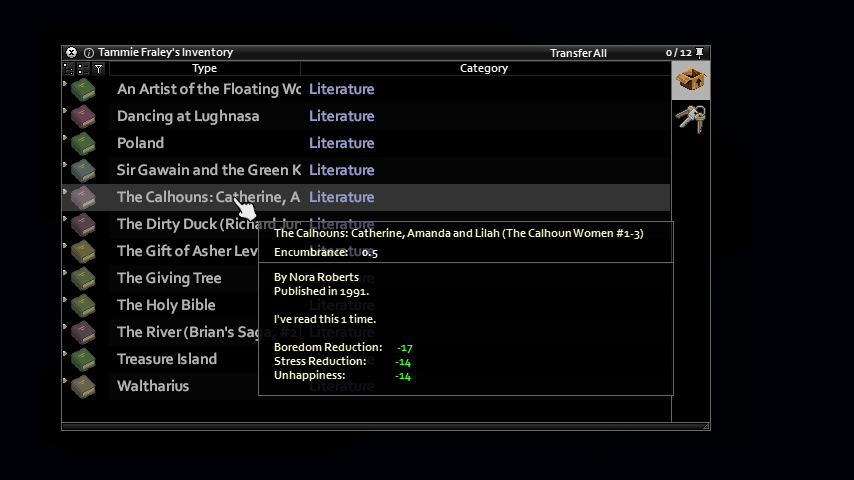 Tammie Fraley's Inventory Transfer All 0 / 12
Type Category
An Artist of the Floating Wo Literature
Dancing at Lughnasa Literature
Poland Literature
Sir Gawain and the Green K Literature
The Calhouns: Catherine, A Literature
The Dirty Duck (Richard Jur Literature
The Gift of Asher Lev Literature
The Giving Tree
The Holy Bible
The River (Brian's Saga, #2)
Treasure Island
Waltharius
The Calhouns: Catherine, Amanda and Lilah (The Calhoun Women #1-3)
Encumbrance: 0.5
By Nora Roberts
Published in 1991.
I've read this 1 time.
Boredom Reduction: -17
Stress Reduction: -14
Unhappiness: -14